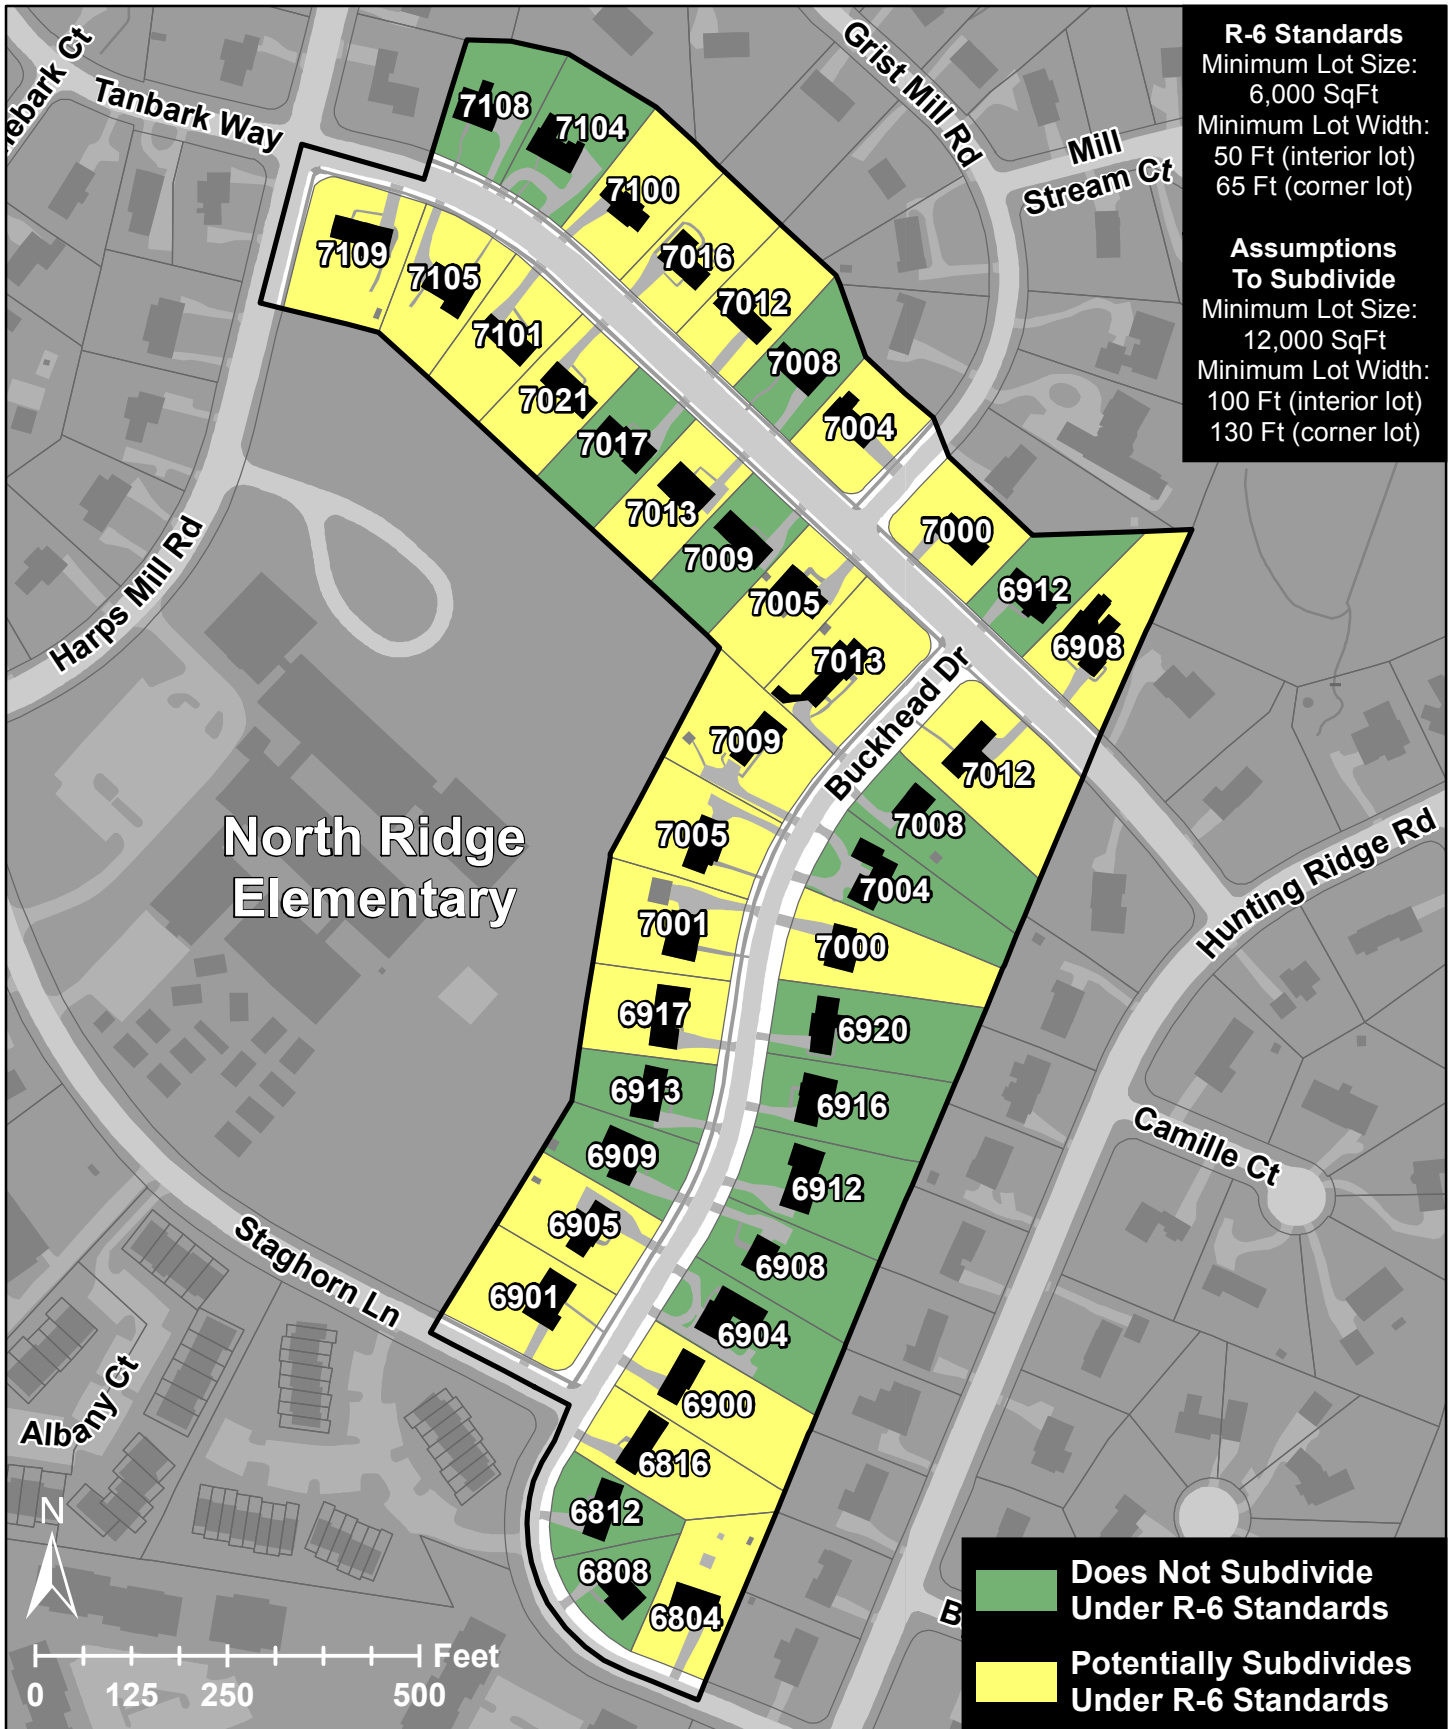 R-6 Standards
Minimum Lot Size:
6,000 SqFt
Minimum Lot Width:
50 Ft (interior lot)
65 Ft (corner lot)
Assumptions
To Subdivide
Minimum Lot Size:
12,000 SqFt
Minimum Lot Width:
100 Ft (interior lot)
130 Ft (corner lot)
Tanbark Way
Grist Mill Rd
Mill
Stream Ct
7108
7104
7100
7109
7016
7105
7012
7101
7008
7021
7004
7017
7013
7000
7009
6912
7005
6908
Harps Mill Rd
7013
Buckhead Dr
7009
7012
7008
7005
7004
North Ridge
Elementary
7001
7000
Hunting Ridge Rd
6917
6920
6913
6916
Camille Ct
6909
6912
6905
6908
Staghorn Ln
6901
6904
6900
Albany Ct
6816
6812
6808
6804
N
Feet
0 125 250 500
Does Not Subdivide
Under R-6 Standards
Potentially Subdivides
Under R-6 Standards